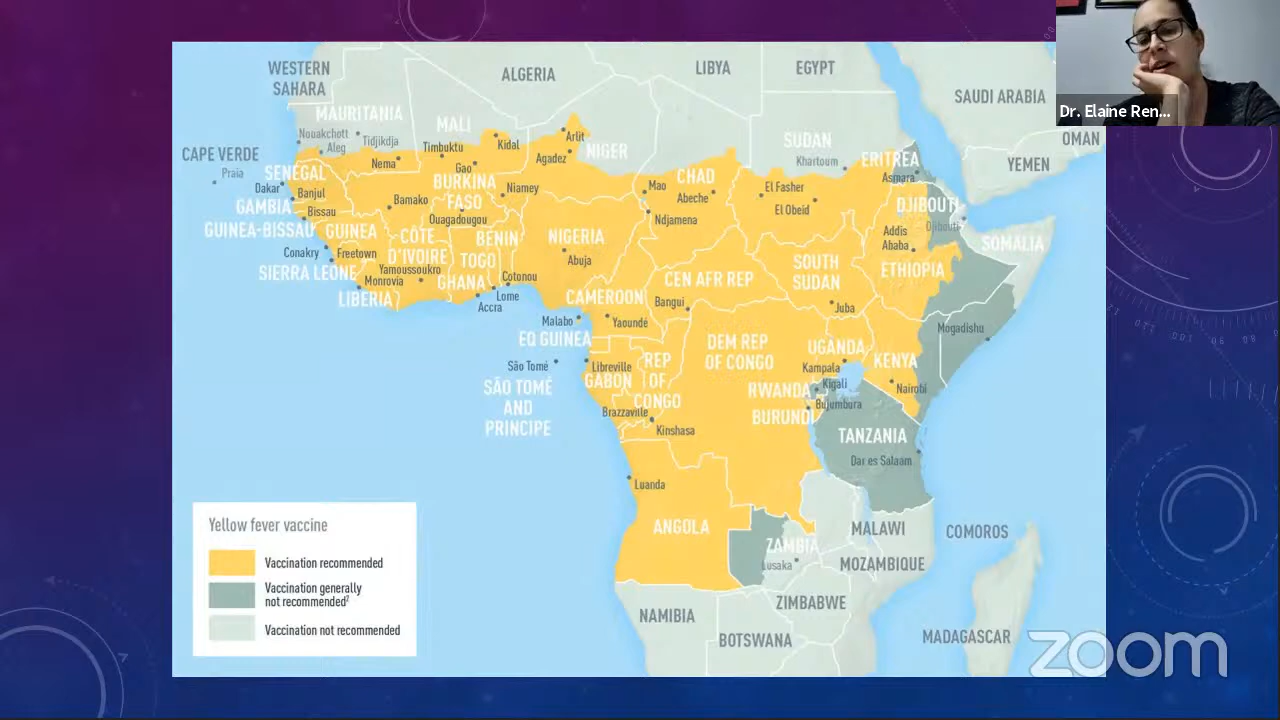 WESTERN
SAHARA
ALGERIA
LIBYA
EGYPT
SAUDI ARABIA
OMAN
YEMEN
Dr. Elaine Ren...
MAURITANIA
Nouakchott
Aleg
Tidjikdja
MALI
Timbuktu
Kidal
Arlit
Agadez
NIGER
SUDAN
Khartoum
ERITREA
Asmara
CAPE VERDE
Praia
SENEGAL
Dakar
Nema
Gao
BURKINA
FASO
Niamey
CHAD
Mao
Abeche
El Fasher
El Obeid
DJIBOUTI
Djibouti
GAMBIA
Banjul
Bissau
Bamako
Ouagadougou
Ndjamena
GUINEA-BISSAU
GUINEA
CÔTE
D'IVOIRE
BENIN
TOGO
NIGERIA
Abuja
Addis
Ababa
ETHIOPIA
SOMALIA
Conakry
Freetown
SIERRA LEONE
Yamoussoukro
Monrovia
GHANA
Cotonou
Lome
Accra
LIBERIA
CAMEROON
CEN AFR REP
SOUTH
SUDAN
Bangui
Juba
Malabo
Yaoundé
EQ GUINEA
DEM REP
OF CONGO
UGANDA
Kampala
KENYA
Nairobi
Mogadishu
São Tomé
Libreville
GABON
REP
OF
CONGO
RWANDA
Kigali
SÃO TOMÉ
AND
PRINCIPE
Brazzaville
Kinshasa
BURUNDI
Bujumbura
TANZANIA
Dar es Salaam
Luanda
ANGOLA
ZAMBIA
Lusaka
MALAWI
COMOROS
MOZAMBIQUE
NAMIBIA
ZIMBABWE
BOTSWANA
MADAGASCAR
Yellow fever vaccine
Vaccination recommended
Vaccination generally
not recommended²
Vaccination not recommended
zoom